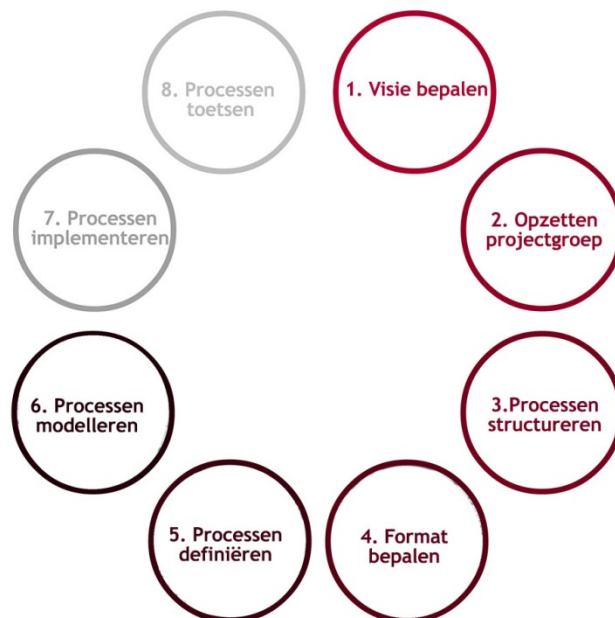 1. Visie bepalen
2. Opzetten
projectgroep
3.Processen
structureren
4. Format
bepalen
5. Processen
definiëren
6. Processen
modelleren
7. Processen
implementeren
8. Processen
toetsen